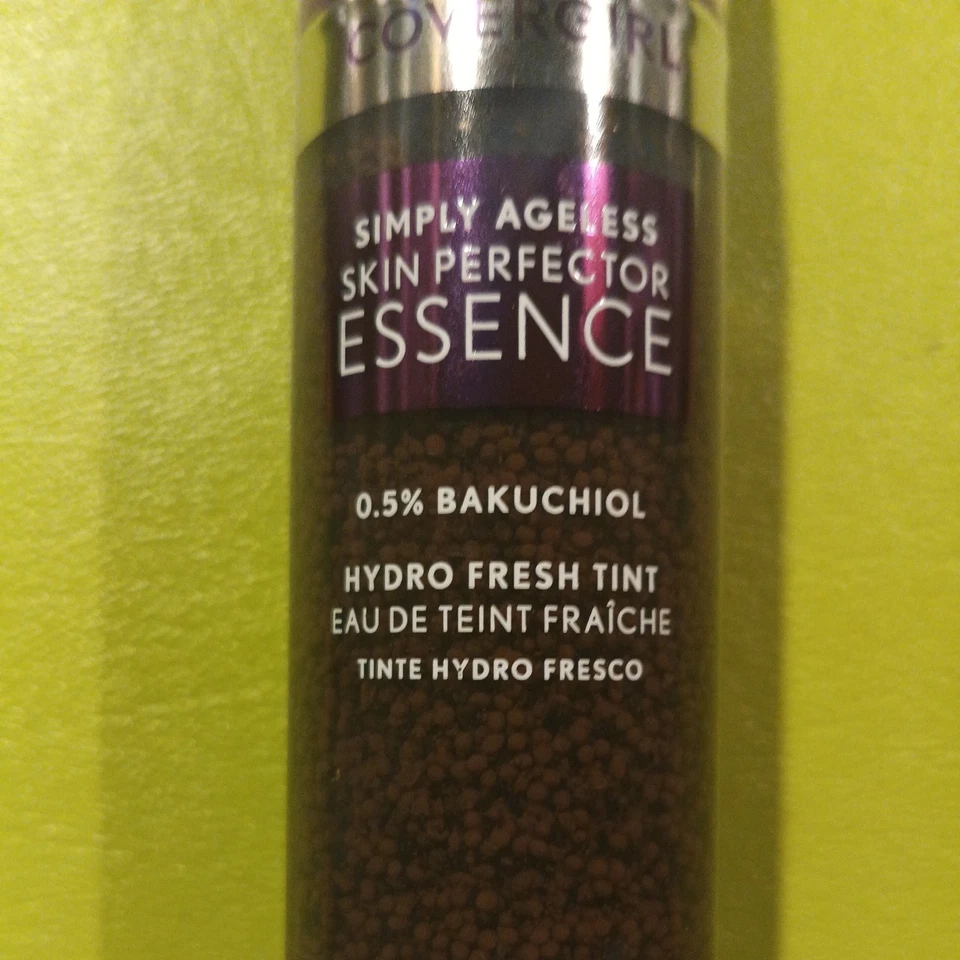 COVERGIRL
SIMPLY AGELESS
SKIN PERFECTOR
ESSENCE
0.5% BAKUCHIOL
HYDRO FRESH TINT
EAU DE TEINT FRAÎCHE
TINTE HYDRO FRESCO